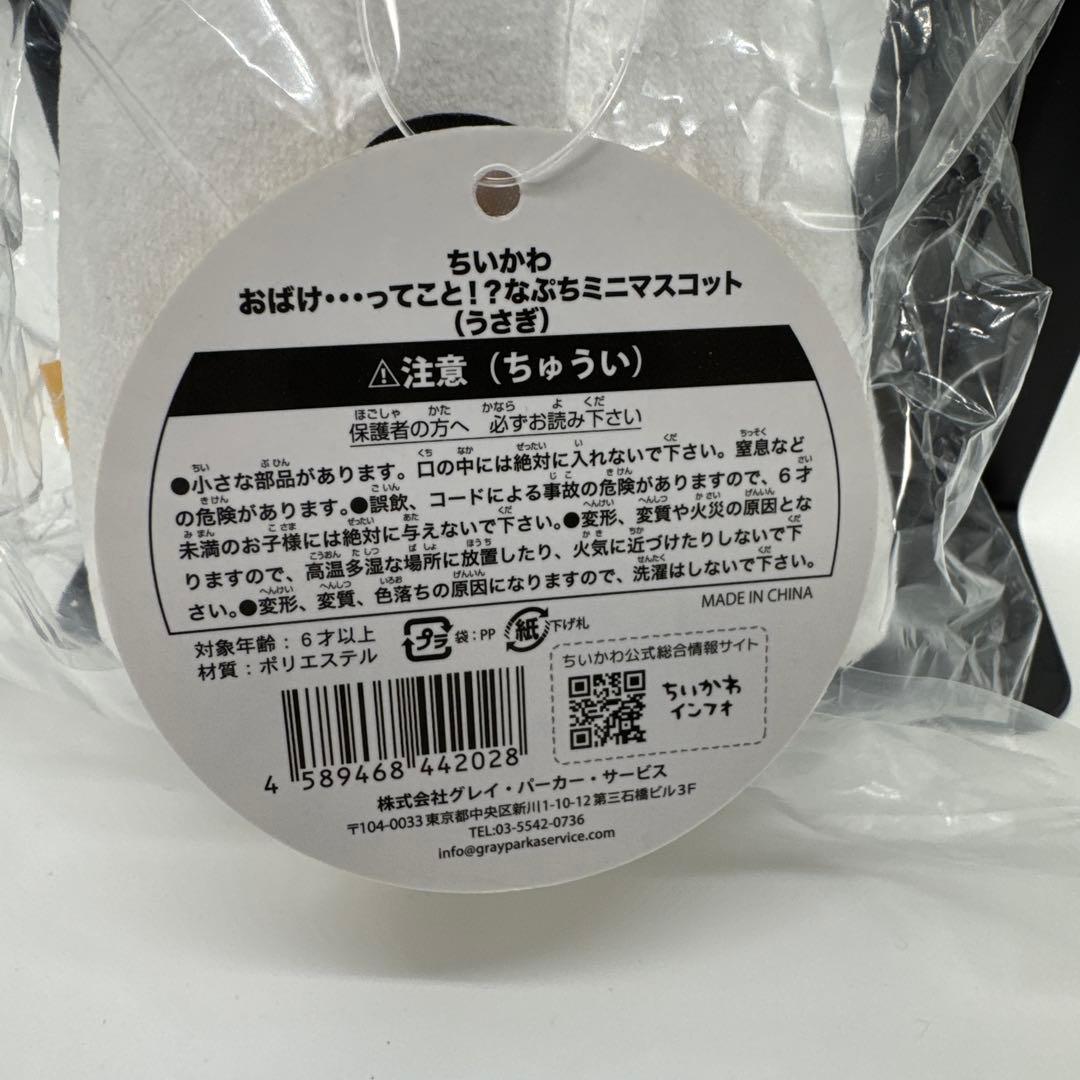 ちいかわ
おばけ・・・ってこと!?なぷちミニマスコット
(うさぎ)
⚠注意(ちゅうい)
保護者の方へ 必ずお読み下さい
●小さな部品があります。口の中には絶対に入れないで下さい。窒息など
の危険があります。●誤飲、コードによる事故の危険がありますので、6才
未満のお子様には絶対に与えないで下さい。●変形、変質や火災の原因とな
りますので、高温多湿な場所に放置したり、火気に近づけたりしないで下
さい。●変形、変質、色落ちの原因になりますので、洗濯はしないで下さい。
MADE IN CHINA
対象年齢:6才以上
材質:ポリエステル
プラ 袋:PP 紙 下げ札
ちいかわ公式総合情報サイト
ちいかわ
インフォ
4 589468 442028
株式会社グレイ・パーカー・サービス
〒104-0033 東京都中央区新川1-10-12 第三石橋ビル3F
TEL:03-5542-0736
info@grayparkaservice.com